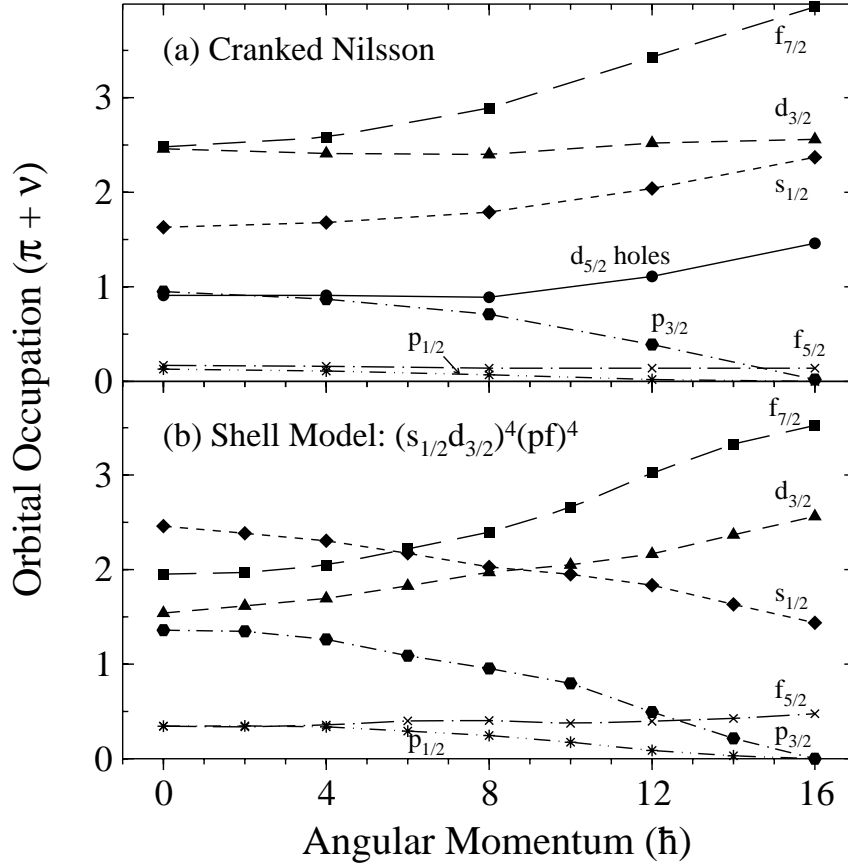 Orbital Occupation (π + ν)
(a) Cranked Nilsson
f7/2
3
d3/2
2
s1/2
d5/2 holes
1
p3/2
p1/2
f5/2
0
(b) Shell Model: (s1/2d3/2)⁴(pf)⁴
f7/2
3
d3/2
2
s1/2
1
f5/2
p1/2
p3/2
0
0 4 8 12 16
Angular Momentum (ħ)